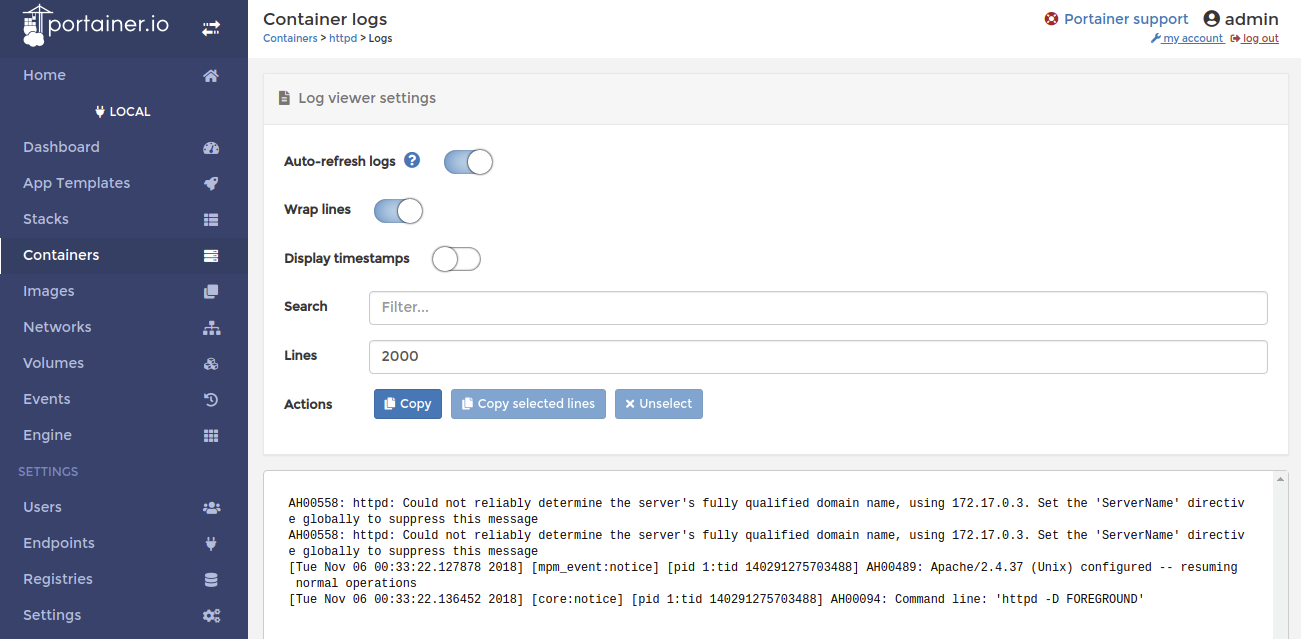 portainer.io
Home
LOCAL
Dashboard
App Templates
Stacks
Containers
Images
Networks
Volumes
Events
Engine
SETTINGS
Users
Endpoints
Registries
Settings
Container logs
Containers > httpd > Logs
Portainer support admin
my account log out
Log viewer settings
Auto-refresh logs ?
Wrap lines
Display timestamps
Search Filter...
Lines 2000
Actions Copy Copy selected lines Unselect
AH00558: httpd: Could not reliably determine the server's fully qualified domain name, using 172.17.0.3. Set the 'ServerName' directiv
e globally to suppress this message
AH00558: httpd: Could not reliably determine the server's fully qualified domain name, using 172.17.0.3. Set the 'ServerName' directiv
e globally to suppress this message
[Tue Nov 06 00:33:22.127878 2018] [mpm_event:notice] [pid 1:tid 140291275703488] AH00489: Apache/2.4.37 (Unix) configured -- resuming
normal operations
[Tue Nov 06 00:33:22.136452 2018] [core:notice] [pid 1:tid 140291275703488] AH00094: Command line: 'httpd -D FOREGROUND'